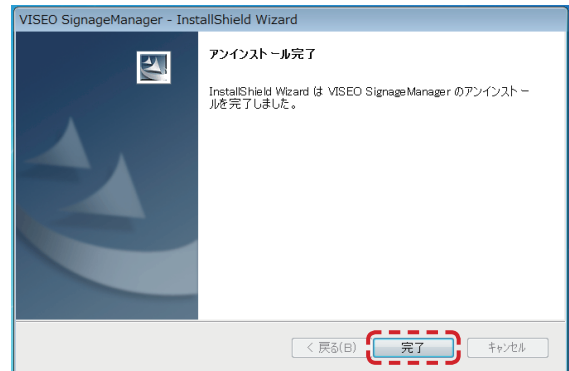 VISEO SignageManager - InstallShield Wizard
アンインストール完了
InstallShield Wizard は VISEO SignageManager のアンインストー
ルを完了しました。
< 戻る(B)
完了
キャンセル